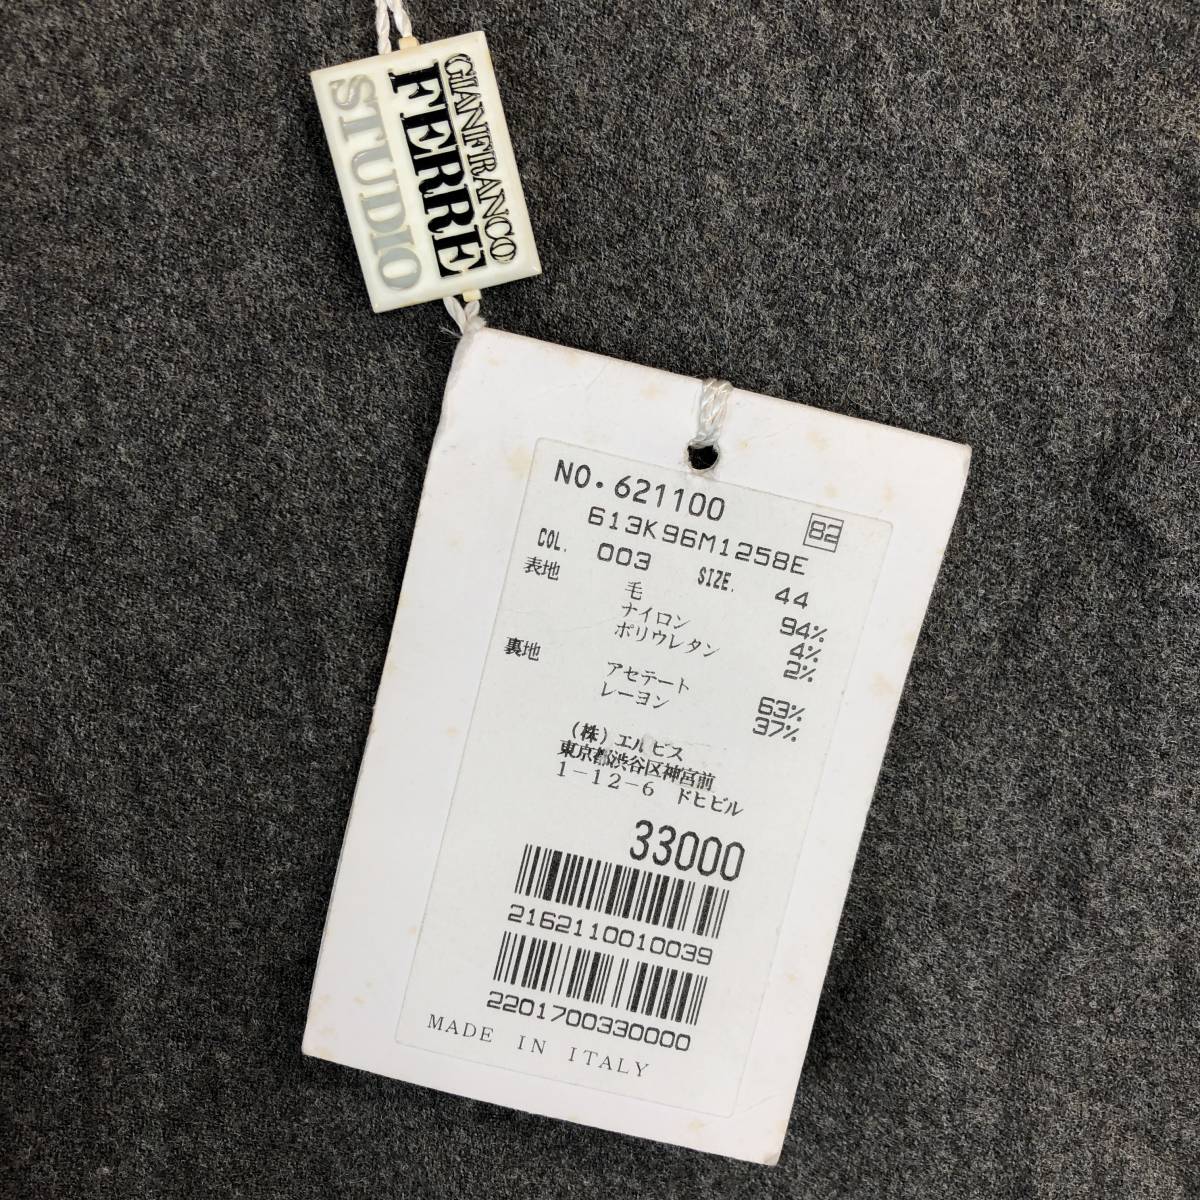 GIANFRANCO
FERRE
STUDIO
NO. 621100
82
613K96M1258E
COL. 003 SIZE. 44
表地 毛 94%
ナイロン 4%
ポリウレタン 2%
裏地 アセテート 63%
レーヨン 37%
(株)エルビス
東京都渋谷区神宮前
1-12-6 ドヒビル
33000
2162110010039
2201700330000
MADE IN ITALY